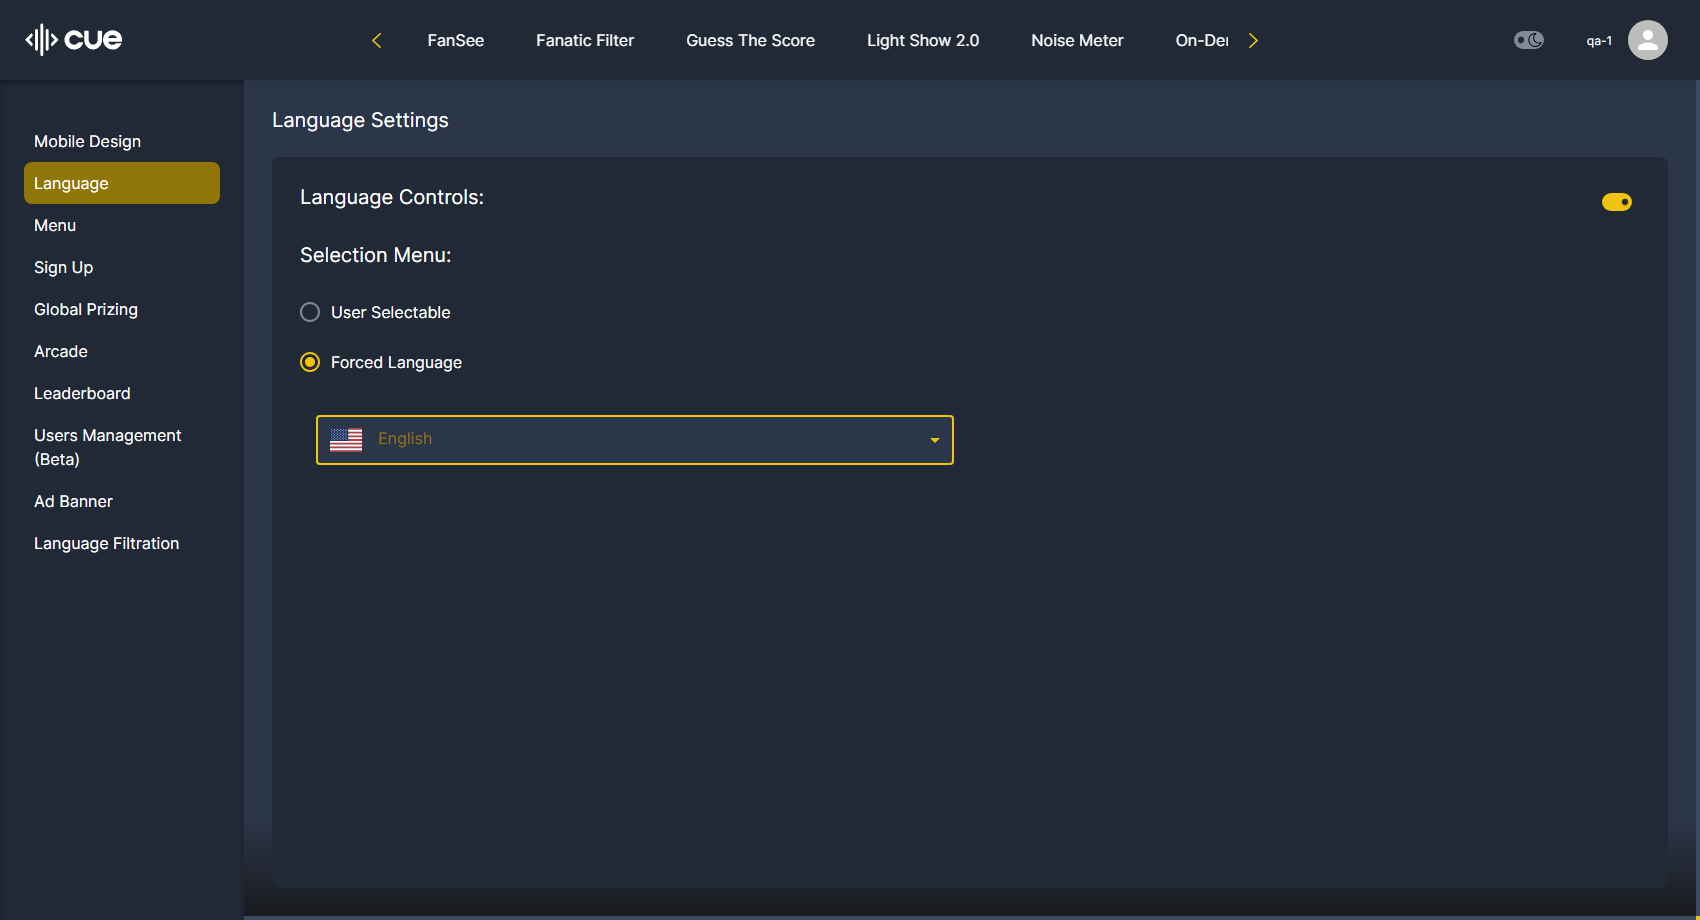 cue
FanSee
Fanatic Filter
Guess The Score
Light Show 2.0
Noise Meter
On-De
qa-1
Mobile Design
Language
Menu
Sign Up
Global Prizing
Arcade
Leaderboard
Users Management
(Beta)
Ad Banner
Language Filtration
Language Settings
Language Controls:
Selection Menu:
User Selectable
Forced Language
English